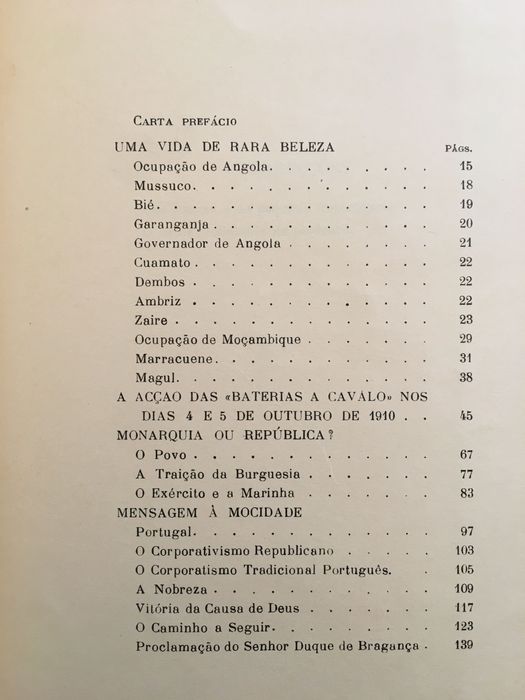 CARTA PREFÁCIO
UMA VIDA DE RARA BELEZA PÁGS.
Ocupação de Angola. . . . . . . . 15
Mussuco. . . . . . . . . . . . 18
Bié. . . . . . . . . . . . . 19
Garanganja . . . . . . . . . . . 20
Governador de Angola . . . . . . . 21
Cuamato . . . . . . . . . . . . 22
Dembos . . . . . . . . . . . . 22
Ambriz . . . . . . . . . . . . 22
Zaire . . . . . . . . . . . . . 23
Ocupação de Moçambique . . . . . . 29
Marracuene. . . . . . . . . . . 31
Magul. . . . . . . . . . . . . 38
A ACÇAO DAS «BATERIAS A CAVALO» NOS
DIAS 4 E 5 DE OUTUBRO DE 1910 . . 45
MONARQUIA OU REPÚBLICA?
O Povo . . . . . . . . . . . . 67
A Traição da Burguesia . . . . . . 77
O Exército e a Marinha . . . . . . 83
MENSAGEM À MOCIDADE
Portugal. . . . . . . . . . . . 97
O Corporativismo Republicano . . . . . 103
O Corporatismo Tradicional Português. . 105
A Nobreza . . . . . . . . . . . 109
Vitória da Causa de Deus . . . . . . 117
O Caminho a Seguir. . . . . . . . 123
Proclamação do Senhor Duque de Bragança . 139